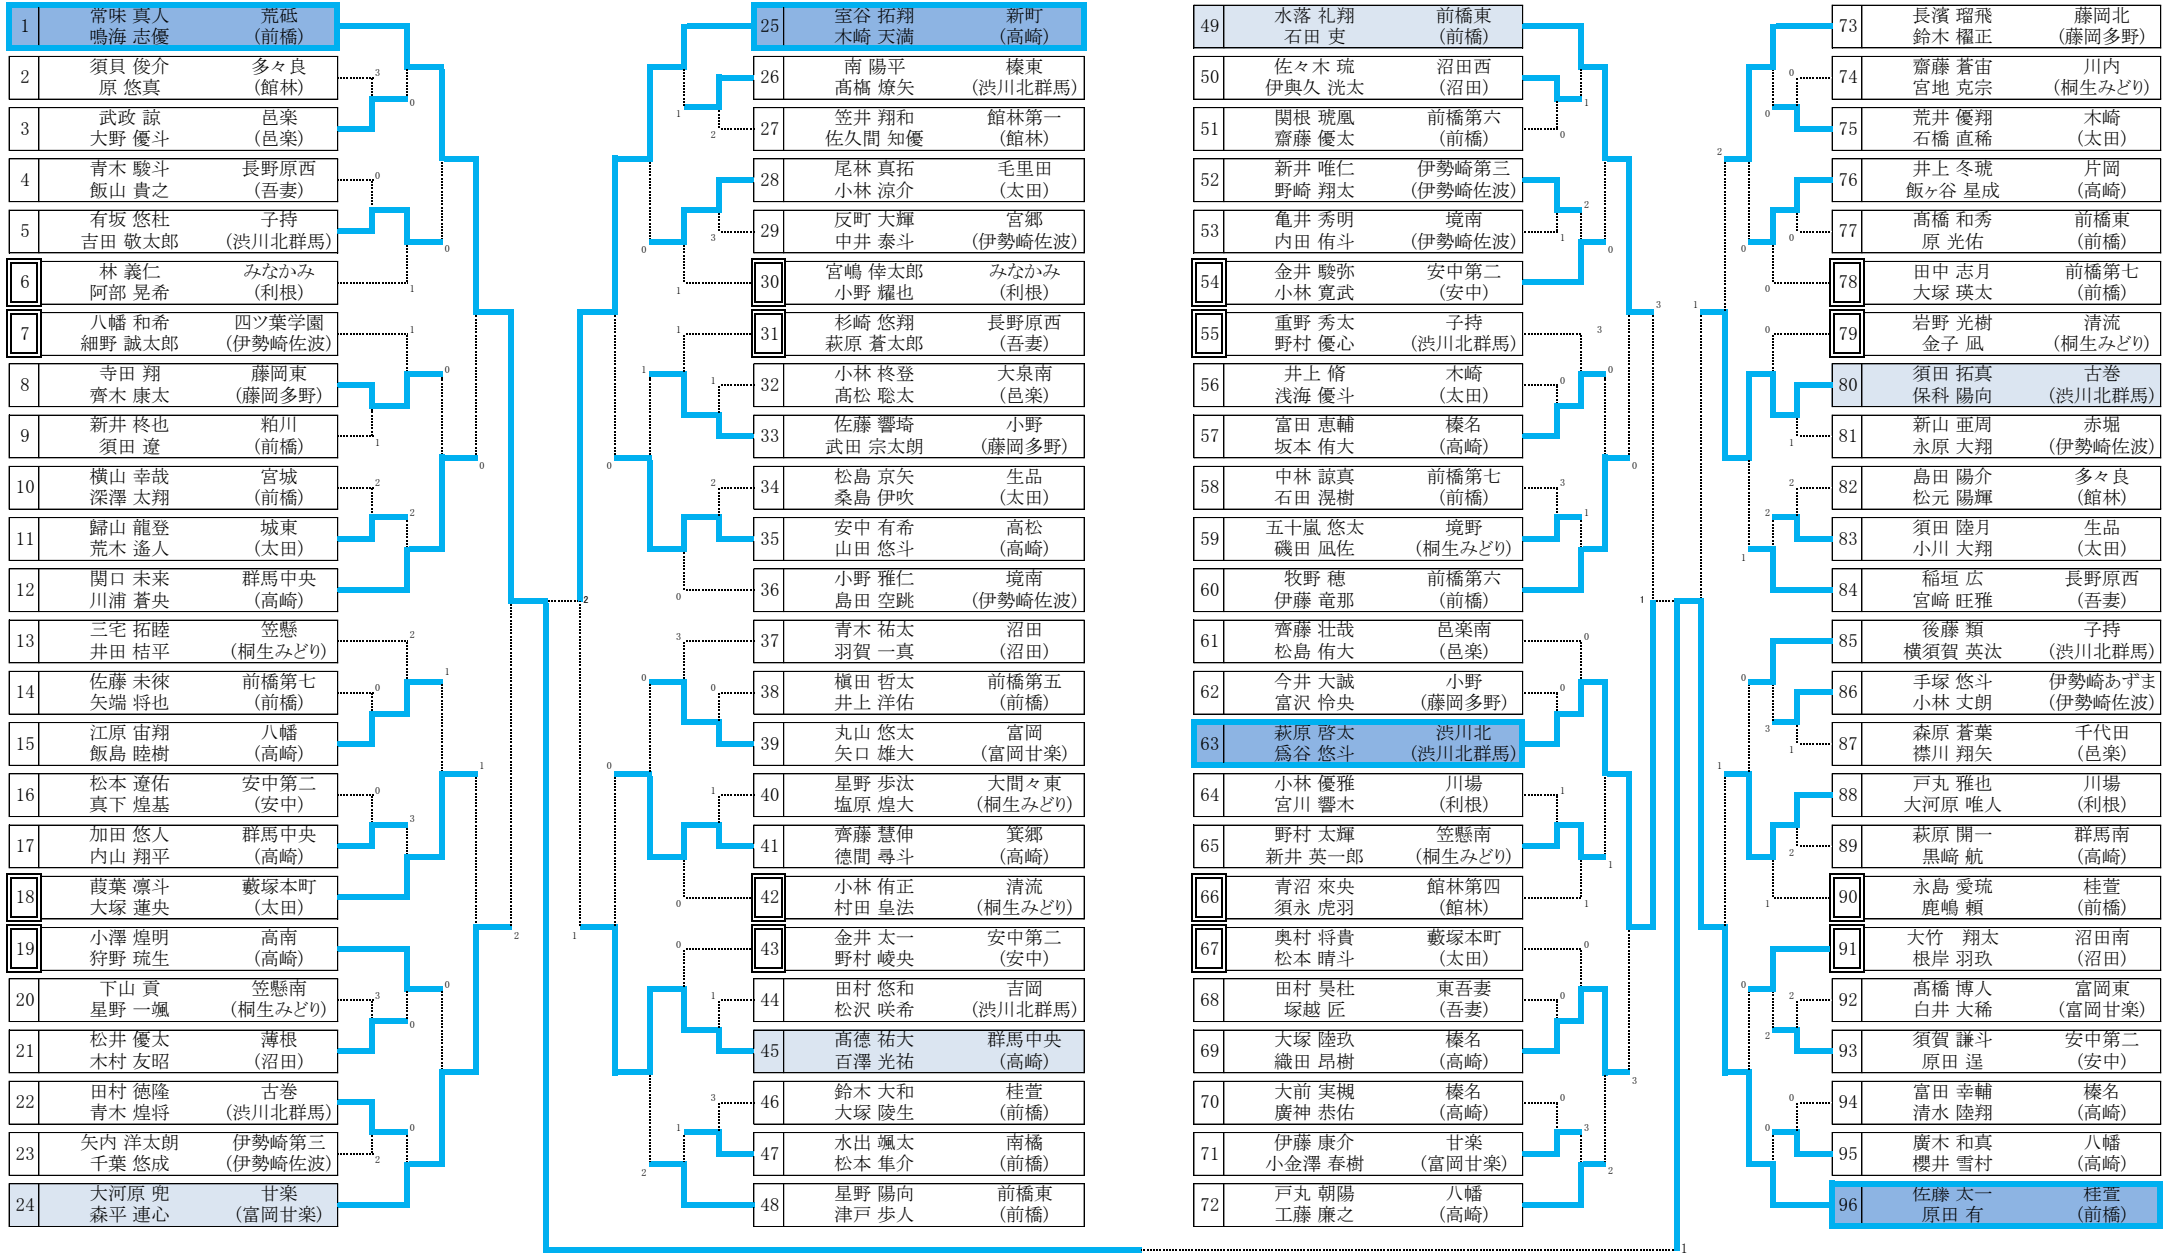 1 常味 真人 荒砥
鳴海 志優 (前橋)
2 須貝 俊介 多々良
原 悠真 (館林)
3 武政 諒 邑楽
大野 優斗 (邑楽)
4 青木 駿斗 長野原西
飯山 貴之 (吾妻)
5 有坂 悠杜 子持
吉田 敬太郎 (渋川北群馬)
6 林 義仁 みなかみ
阿部 晃希 (利根)
7 八幡 和希 四ツ葉学園
細野 誠太郎 (伊勢崎佐波)
8 寺田 翔 藤岡東
齊木 康太 (藤岡多野)
9 新井 柊也 粕川
須田 遼 (前橋)
10 横山 幸哉 宮城
深澤 太翔 (前橋)
11 歸山 龍登 城東
荒木 遙人 (太田)
12 関口 未来 群馬中央
川浦 蒼央 (高崎)
13 三宅 拓睦 笠懸
井田 桔平 (桐生みどり)
14 佐藤 未徠 前橋第七
矢端 将也 (前橋)
15 江原 宙翔 八幡
飯島 睦樹 (高崎)
16 松本 遼佑 安中第二
真下 煌基 (安中)
17 加田 悠人 群馬中央
内山 翔平 (高崎)
18 葭葉 凛斗 藪塚本町
大塚 蓮央 (太田)
19 小澤 煌明 高南
狩野 琉生 (高崎)
20 下山 貢 笠懸南
星野 一颯 (桐生みどり)
21 松井 優太 薄根
木村 友昭 (沼田)
22 田村 徳隆 古巻
青木 煌将 (渋川北群馬)
23 矢内 洋太朗 伊勢崎第三
千葉 悠成 (伊勢崎佐波)
24 大河原 兜 甘楽
森平 連心 (富岡甘楽)
25 室谷 拓翔 新町
木崎 天満 (高崎)
26 南 陽平 榛東
髙橋 燎矢 (渋川北群馬)
27 笠井 翔和 館林第一
佐久間 知優 (館林)
28 尾林 真拓 毛里田
小林 涼介 (太田)
29 反町 大輝 宮郷
中井 泰斗 (伊勢崎佐波)
30 宮嶋 倖太郎 みなかみ
小野 耀也 (利根)
31 杉崎 悠翔 長野原西
萩原 蒼太郎 (吾妻)
32 小林 柊登 大泉南
髙松 聡太 (邑楽)
33 佐藤 響埼 小野
武田 宗太朗 (藤岡多野)
34 松島 京矢 生品
桑島 伊吹 (太田)
35 安中 有希 高松
山田 悠斗 (高崎)
36 小野 雅仁 境南
島田 空跳 (伊勢崎佐波)
37 青木 祐太 沼田
羽賀 一真 (沼田)
38 槇田 哲太 前橋第五
井上 洋佑 (前橋)
39 丸山 悠太 富岡
矢口 雄大 (富岡甘楽)
40 星野 歩汰 大間々東
塩原 煌大 (桐生みどり)
41 齊藤 慧伸 箕郷
德間 尋斗 (高崎)
42 小林 侑正 清流
村田 皇法 (桐生みどり)
43 金井 太一 安中第二
野村 崚央 (安中)
44 田村 悠和 吉岡
松沢 咲希 (渋川北群馬)
45 髙德 祐大 群馬中央
百澤 光祐 (高崎)
46 鈴木 大和 桂萱
大塚 陵生 (前橋)
47 水出 颯太 南橘
松本 隼介 (前橋)
48 星野 陽向 前橋東
津戸 歩人 (前橋)
49 水落 礼翔 前橋東
石田 吏 (前橋)
50 佐々木 琉 沼田西
伊與久 洸太 (沼田)
51 関根 琥凰 前橋第六
齋藤 優太 (前橋)
52 新井 唯仁 伊勢崎第三
野崎 翔太 (伊勢崎佐波)
53 亀井 秀明 境南
内田 侑斗 (伊勢崎佐波)
54 金井 駿弥 安中第二
小林 寛武 (安中)
55 重野 秀太 子持
野村 優心 (渋川北群馬)
56 井上 脩 木崎
浅海 優斗 (太田)
57 富田 恵輔 榛名
坂本 侑大 (高崎)
58 中林 諒真 前橋第七
石田 滉樹 (前橋)
59 五十嵐 悠太 境野
磯田 凪佐 (桐生みどり)
60 牧野 穂 前橋第六
伊藤 竜那 (前橋)
61 齊藤 壮哉 邑楽南
松島 侑大 (邑楽)
62 今井 大誠 小野
富沢 怜央 (藤岡多野)
63 萩原 啓太 渋川北
爲谷 悠斗 (渋川北群馬)
64 小林 優雅 川場
宮川 響木 (利根)
65 野村 太輝 笠懸南
新井 英一郎 (桐生みどり)
66 青沼 來央 館林第四
須永 虎羽 (館林)
67 奥村 将貴 藪塚本町
松本 晴斗 (太田)
68 田村 昊杜 東吾妻
塚越 匠 (吾妻)
69 大塚 陸玖 榛名
織田 昂樹 (高崎)
70 大前 実槻 榛名
廣神 恭佑 (高崎)
71 伊藤 康介 甘楽
小金澤 春樹 (富岡甘楽)
72 戸丸 朝陽 八幡
工藤 廉之 (高崎)
73 長濱 瑠飛 藤岡北
鈴木 櫂正 (藤岡多野)
74 齋藤 蒼宙 川内
宮地 克宗 (桐生みどり)
75 荒井 優翔 木崎
石橋 直稀 (太田)
76 井上 冬琥 片岡
飯ヶ谷 星成 (高崎)
77 髙橋 和秀 前橋東
原 光佑 (前橋)
78 田中 志月 前橋第七
大塚 瑛太 (前橋)
79 岩野 光樹 清流
金子 凪 (桐生みどり)
80 須田 拓真 古巻
保科 陽向 (渋川北群馬)
81 新山 亜周 赤堀
永原 大翔 (伊勢崎佐波)
82 島田 陽介 多々良
松元 陽輝 (館林)
83 須田 陸月 生品
小川 大翔 (太田)
84 稲垣 広 長野原西
宮﨑 旺雅 (吾妻)
85 後藤 類 子持
横須賀 英汰 (渋川北群馬)
86 手塚 悠斗 伊勢崎あずま
小林 丈朗 (伊勢崎佐波)
87 森原 蒼葉 千代田
襟川 翔矢 (邑楽)
88 戸丸 雅也 川場
大河原 唯人 (利根)
89 萩原 開一 群馬南
黒﨑 航 (高崎)
90 永島 愛琉 桂萱
鹿嶋 頼 (前橋)
91 大竹 翔太 沼田南
根岸 羽玖 (沼田)
92 髙橋 博人 富岡東
白井 大稀 (富岡甘楽)
93 須賀 謙斗 安中第二
原田 逞 (安中)
94 富田 幸輔 榛名
清水 陸翔 (高崎)
95 廣木 和真 八幡
櫻井 雪村 (高崎)
96 佐藤 太一 桂萱
原田 有 (前橋)